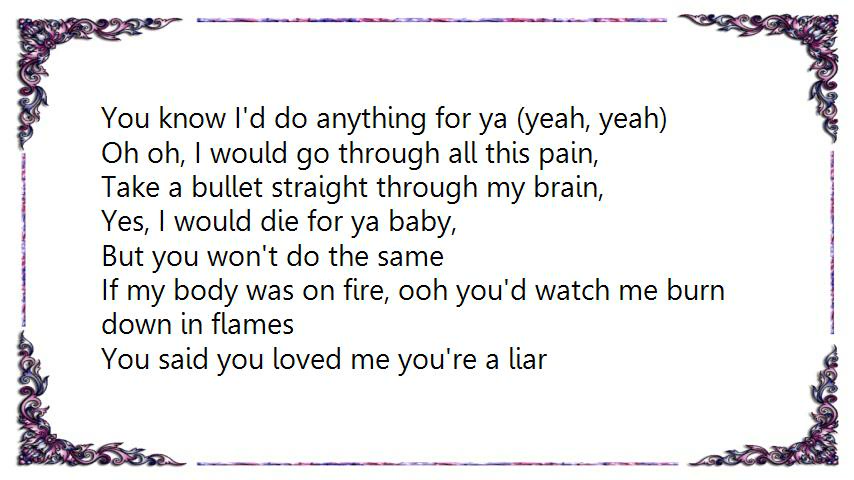 You know I'd do anything for ya (yeah, yeah)
Oh oh, I would go through all this pain,
Take a bullet straight through my brain,
Yes, I would die for ya baby,
But you won't do the same
If my body was on fire, ooh you'd watch me burn
down in flames
You said you loved me you're a liar